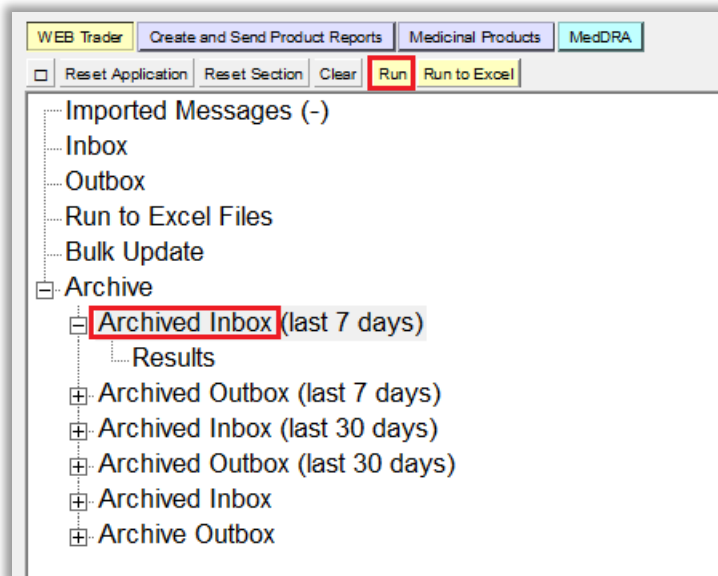 WEB Trader Create and Send Product Reports Medicinal Products MedDRA
Reset Application Reset Section Clear Run Run to Excel
Imported Messages (-)
Inbox
Outbox
Run to Excel Files
Bulk Update
Archive
Archived Inbox (last 7 days)
Results
Archived Outbox (last 7 days)
Archived Inbox (last 30 days)
Archived Outbox (last 30 days)
Archived Inbox
Archive Outbox